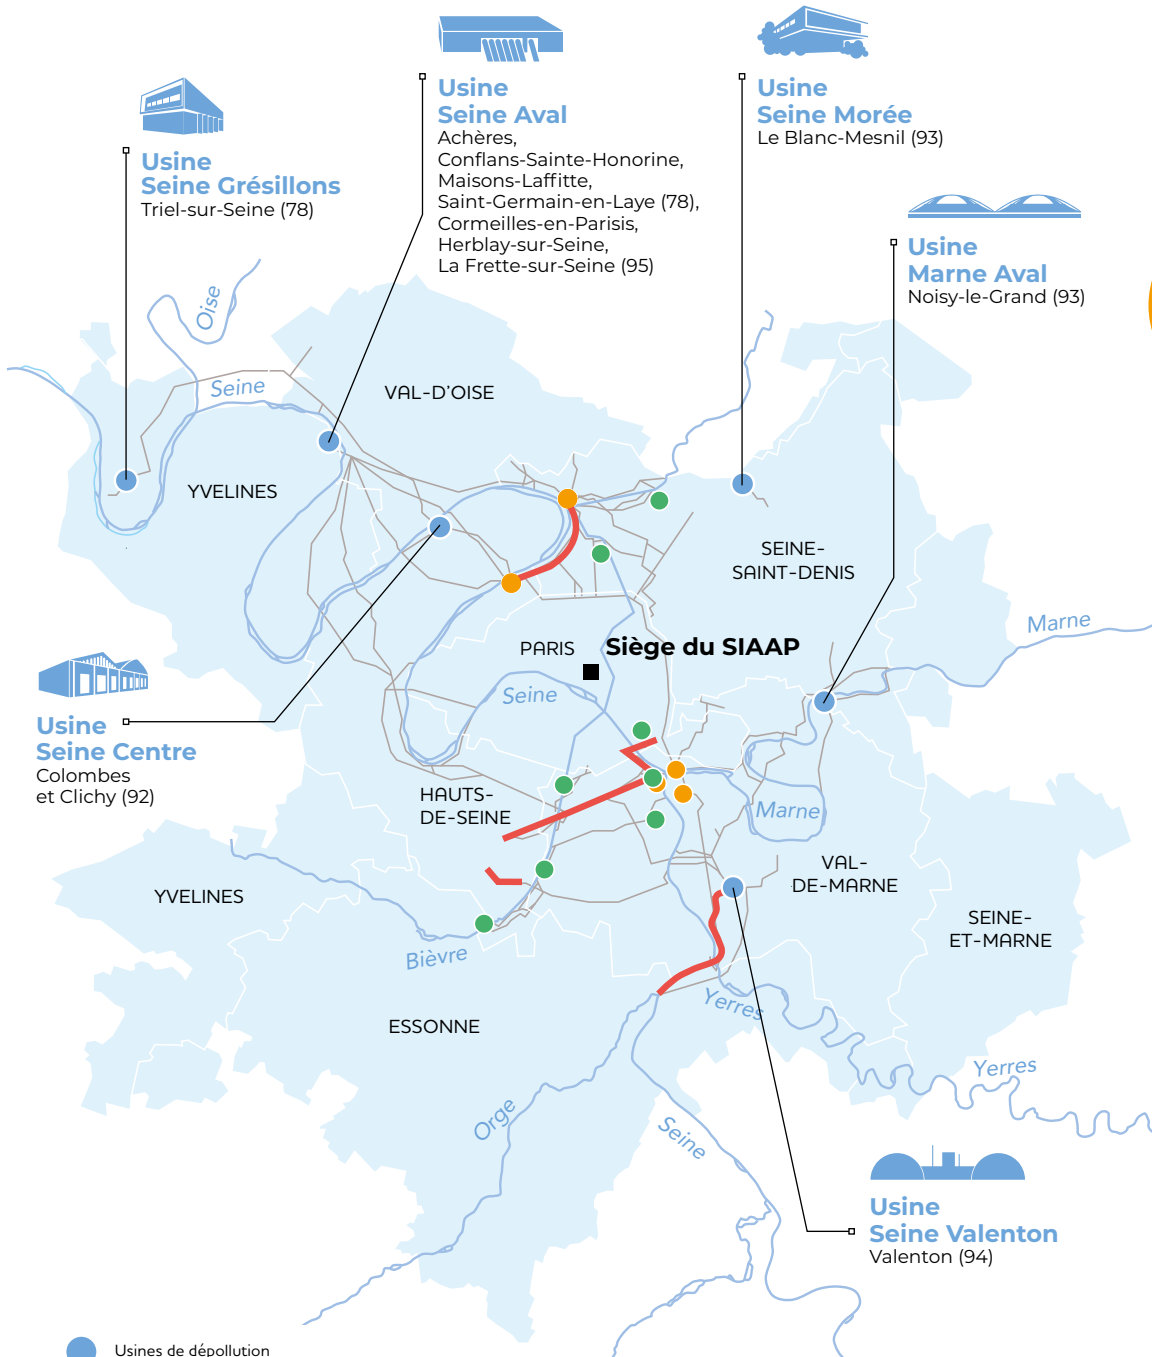 Usine
Seine Aval
Achères,
Conflans-Sainte-Honorine,
Maisons-Laffitte,
Saint-Germain-en-Laye (78),
Cormeilles-en-Parisis,
Herblay-sur-Seine,
La Frette-sur-Seine (95)
Usine
Seine Morée
Le Blanc-Mesnil (93)
Usine
Seine Grésillons
Triel-sur-Seine (78)
Usine
Marne Aval
Noisy-le-Grand (93)
Oise
Seine
VAL-D'OISE
YVELINES
SEINE-
SAINT-DENIS
Marne
PARIS
Siège du SIAAP
Seine
Usine
Seine Centre
Colombes
et Clichy (92)
HAUTS-
DE-SEINE
Marne
VAL-
DE-MARNE
YVELINES
SEINE-
ET-MARNE
Bièvre
Yerres
ESSONNE
Yerres
Orge
Seine
Usine
Seine Valenton
Valenton (94)
Usines de dépollution